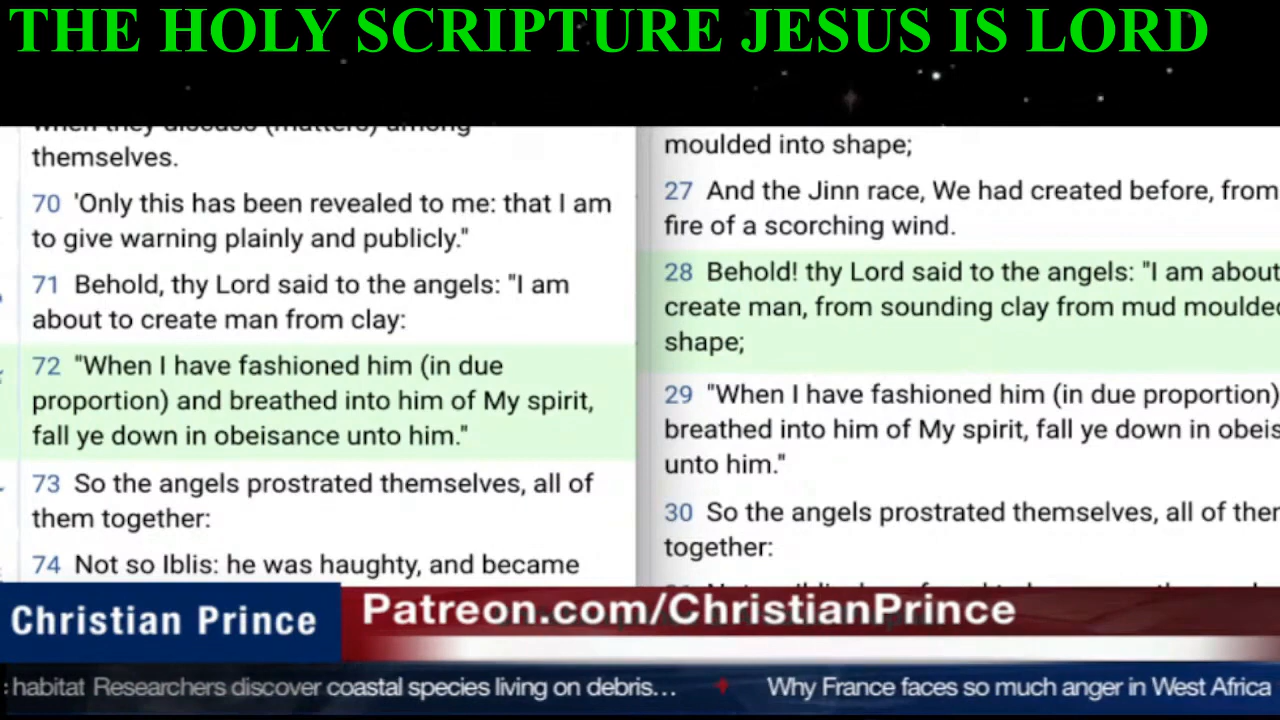 THE HOLY SCRIPTURE JESUS IS LORD
when they discuss (matters) among
themselves.
70 'Only this has been revealed to me: that I am
to give warning plainly and publicly."
71 Behold, thy Lord said to the angels: "I am
about to create man from clay:
72 "When I have fashioned him (in due
proportion) and breathed into him of My spirit,
fall ye down in obeisance unto him."
73 So the angels prostrated themselves, all of
them together:
74 Not so Iblis: he was haughty, and became
moulded into shape;
27 And the Jinn race, We had created before, from
fire of a scorching wind.
28 Behold! thy Lord said to the angels: "I am about
create man, from sounding clay from mud moulded
shape;
29 "When I have fashioned him (in due proportion)
breathed into him of My spirit, fall ye down in obeis
unto him."
30 So the angels prostrated themselves, all of them
together:
Christian Prince
Patreon.com/ChristianPrince
: habitat Researchers discover coastal species living on debris... Why France faces so much anger in West Africa